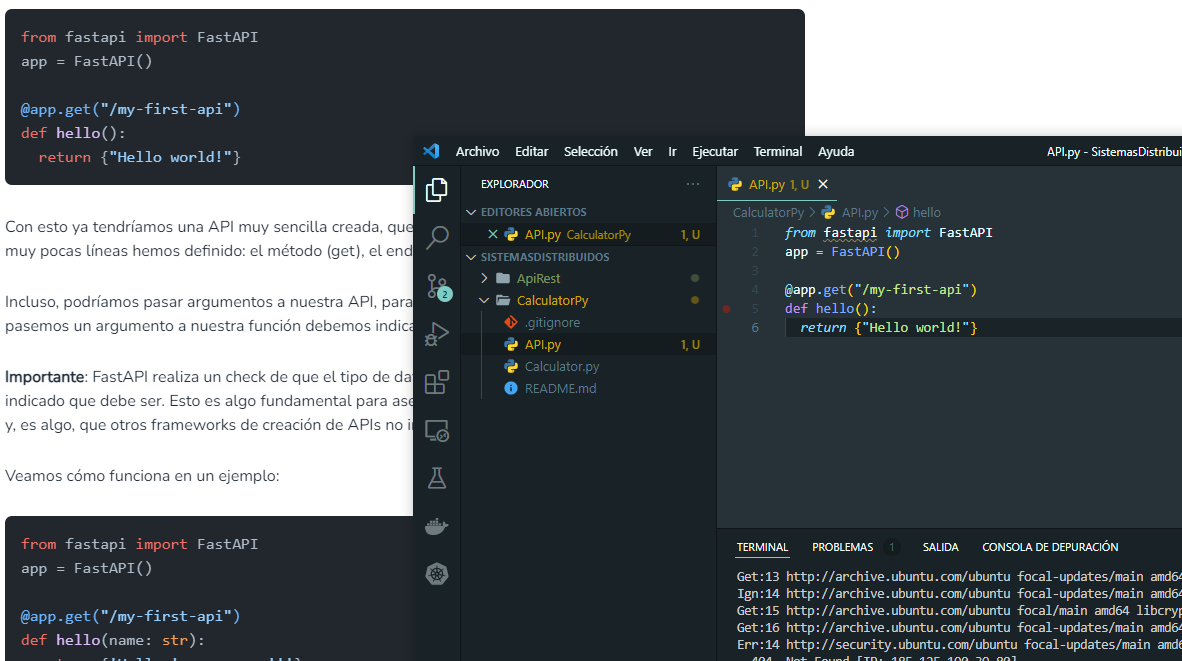 from fastapi import FastAPI
app = FastAPI()
@app.get("/my-first-api")
def hello():
return {"Hello world!"}
Con esto ya tendríamos una API muy sencilla creada, que
muy pocas líneas hemos definido: el método (get), el end
Incluso, podríamos pasar argumentos a nuestra API, para
pasemos un argumento a nuestra función debemos indica
Importante: FastAPI realiza un check de que el tipo de da
indicado que debe ser. Esto es algo fundamental para ase
y, es algo, que otros frameworks de creación de APIs no i
Veamos cómo funciona en un ejemplo:
from fastapi import FastAPI
app = FastAPI()
@app.get("/my-first-api")
def hello(name: str):
Archivo Editar Selección Ver Ir Ejecutar Terminal Ayuda API.py - SistemasDistribui
EXPLORADOR ...
EDITORES ABIERTOS
API.py CalculatorPy 1, U
SISTEMASDISTRIBUIDOS
ApiRest
CalculatorPy
.gitignore
API.py 1, U
Calculator.py
README.md
2
API.py 1, U
CalculatorPy > API.py > hello
1 from fastapi import FastAPI
2 app = FastAPI()
3
4 @app.get("/my-first-api")
5 def hello():
6 return {"Hello world!"}
TERMINAL PROBLEMAS 1 SALIDA CONSOLA DE DEPURACIÓN
Get:13 http://archive.ubuntu.com/ubuntu focal-updates/main amd64
Ign:14 http://archive.ubuntu.com/ubuntu focal-updates/main amd64
Get:15 http://archive.ubuntu.com/ubuntu focal/main amd64 libcryp
Get:16 http://archive.ubuntu.com/ubuntu focal-updates/main amd64
Err:14 http://security.ubuntu.com/ubuntu focal-updates/main amd64